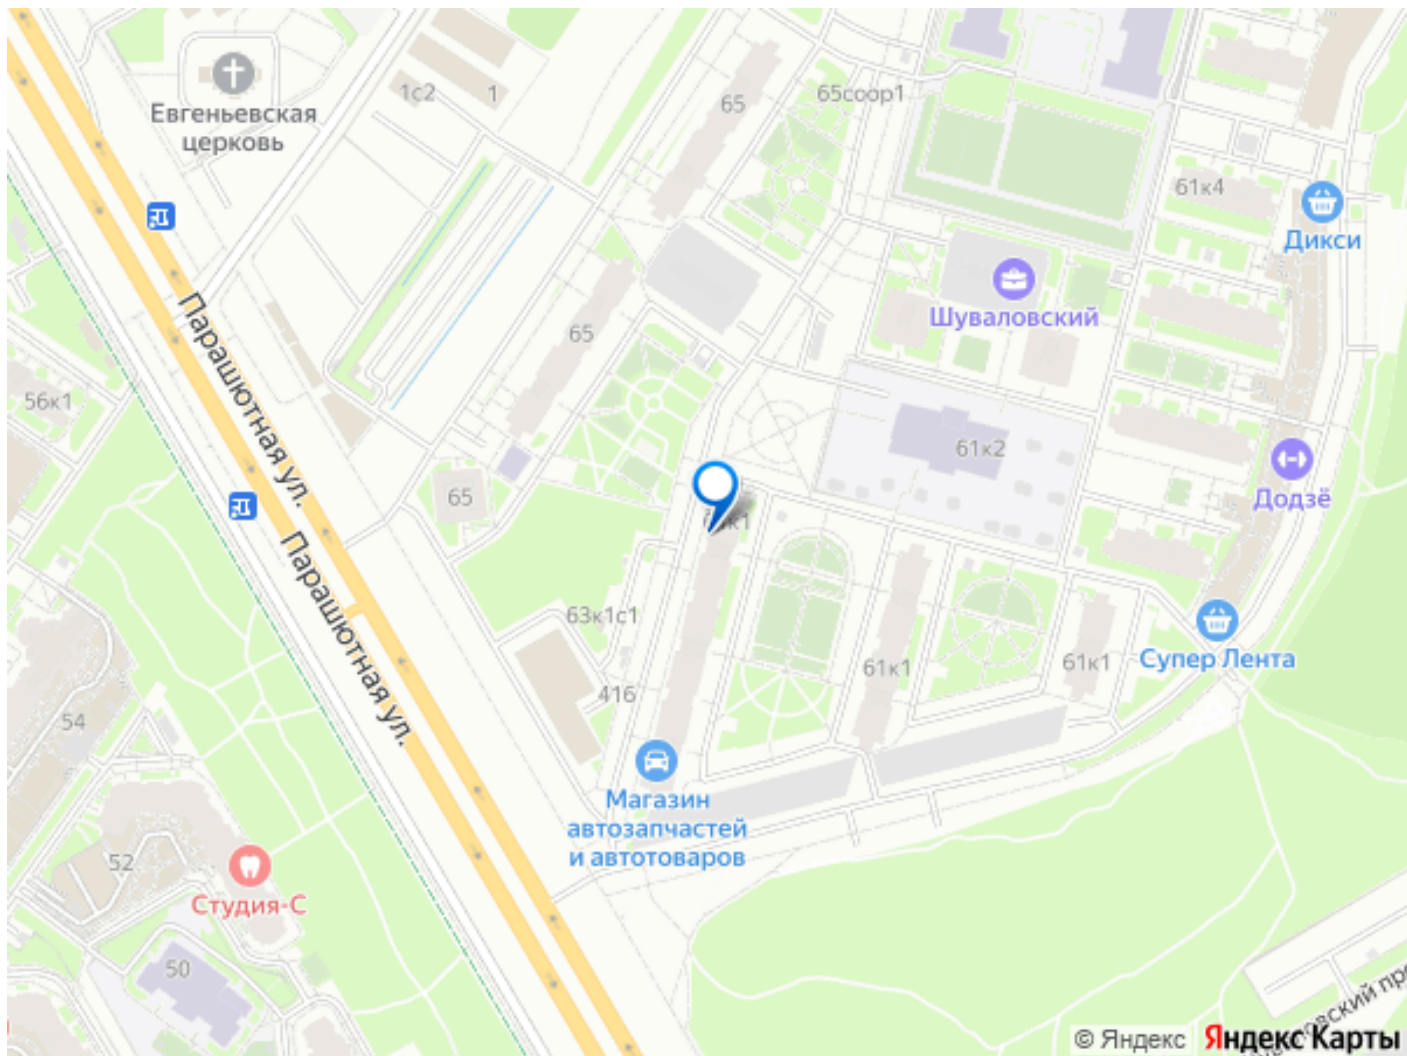 Евгеньевская
церковь
1с2
1
65
65соор1
61к4
Дикси
Шуваловский
65
Парашютная ул.
56к1
61к2
Додзё
65
Парашютная ул.
63к1с1
61к1
61к1
Супер Лента
416
54
Магазин
автозапчастей
и автотоваров
52
Студия-С
50
© Яндекс
Яндекс Карты